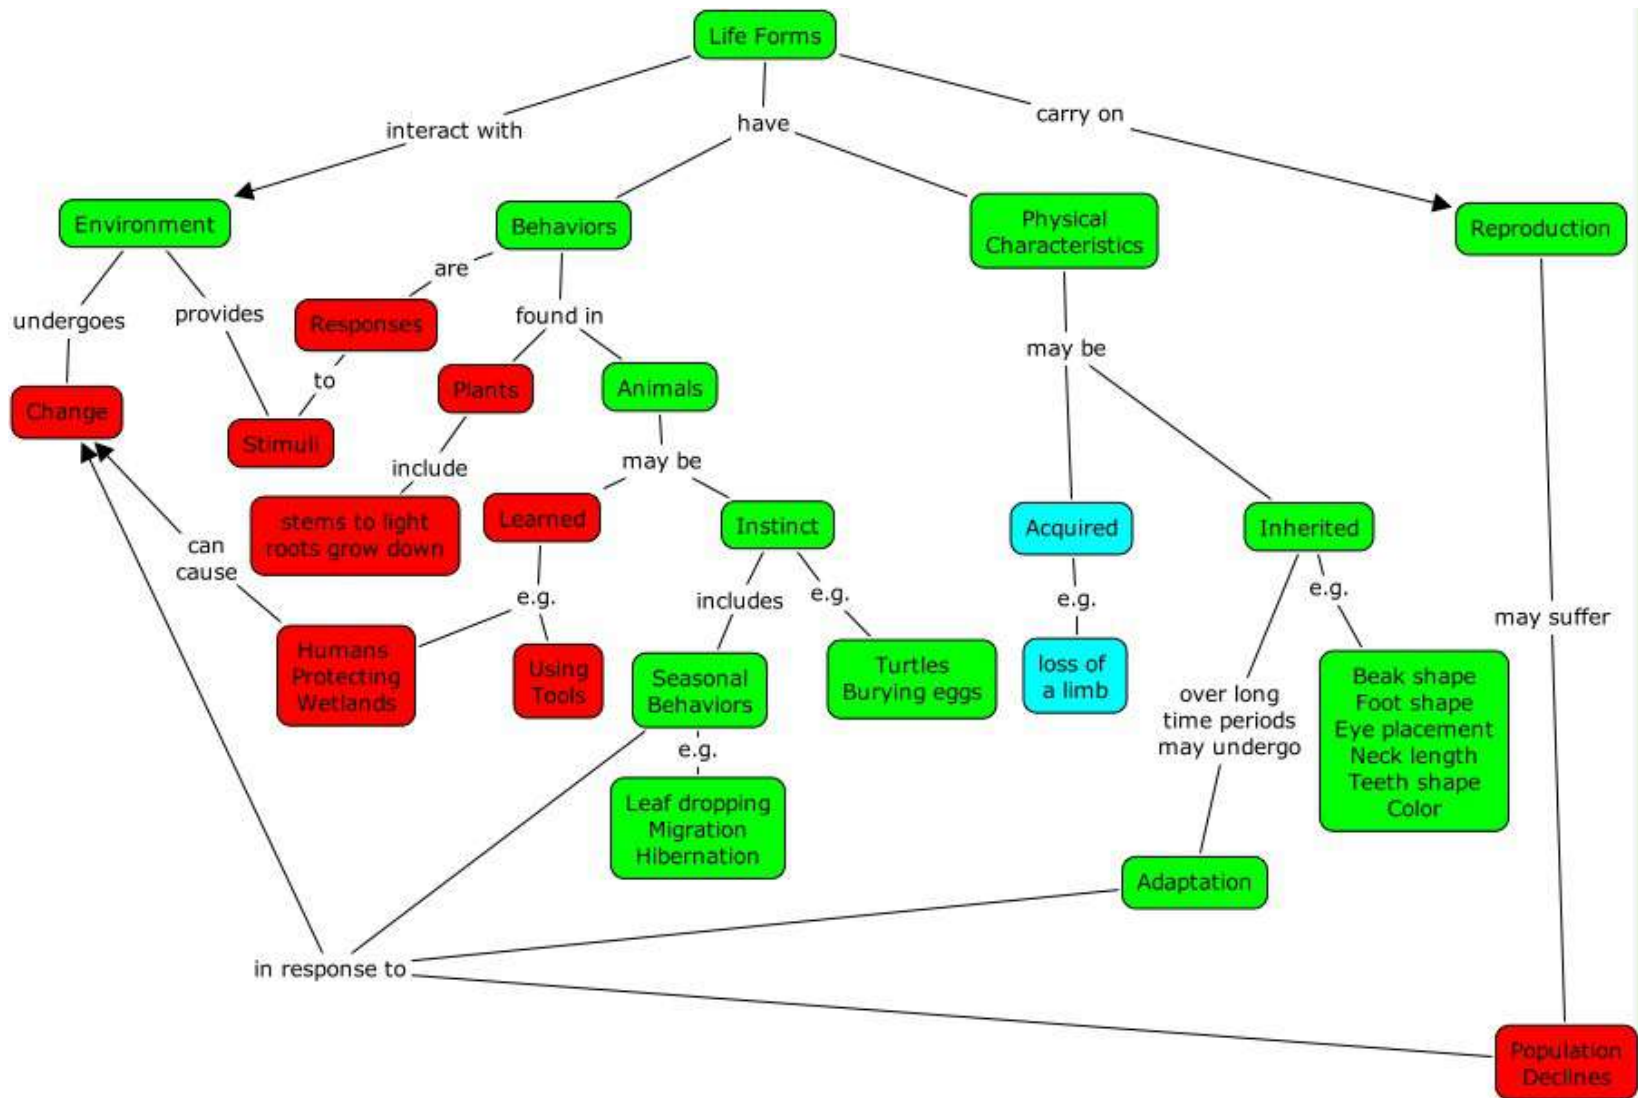 Life Forms
interact with
have
carry on
Environment
Behaviors
Physical
Characteristics
Reproduction
are
undergoes
provides
Responses
found in
may be
to
Change
Stimuli
Plants
Animals
include
may be
stems to light
roots grow down
Learned
Instinct
Acquired
Inherited
can
cause
e.g.
includes
e.g.
e.g.
e.g.
may suffer
Humans
Protecting
Wetlands
Using
Tools
Seasonal
Behaviors
Turtles
Burying eggs
loss of
a limb
over long
time periods
may undergo
Beak shape
Foot shape
Eye placement
Neck length
Teeth shape
Color
e.g.
Leaf dropping
Migration
Hibernation
Adaptation
in response to
Population
Declines